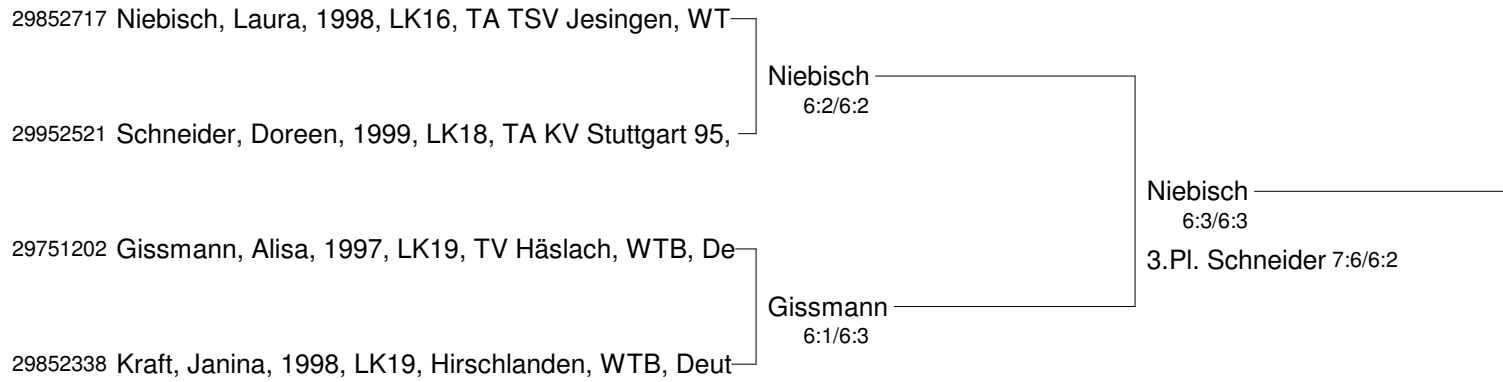 29852717 Niebisch, Laura, 1998, LK16, TA TSV Jesingen, WT
Niebisch
6:2/6:2
29952521 Schneider, Doreen, 1999, LK18, TA KV Stuttgart 95,
Niebisch
6:3/6:3
29751202 Gissmann, Alisa, 1997, LK19, TV Häslach, WTB, De
3.Pl. Schneider 7:6/6:2
Gissmann
6:1/6:3
29852338 Kraft, Janina, 1998, LK19, Hirschlanden, WTB, Deut